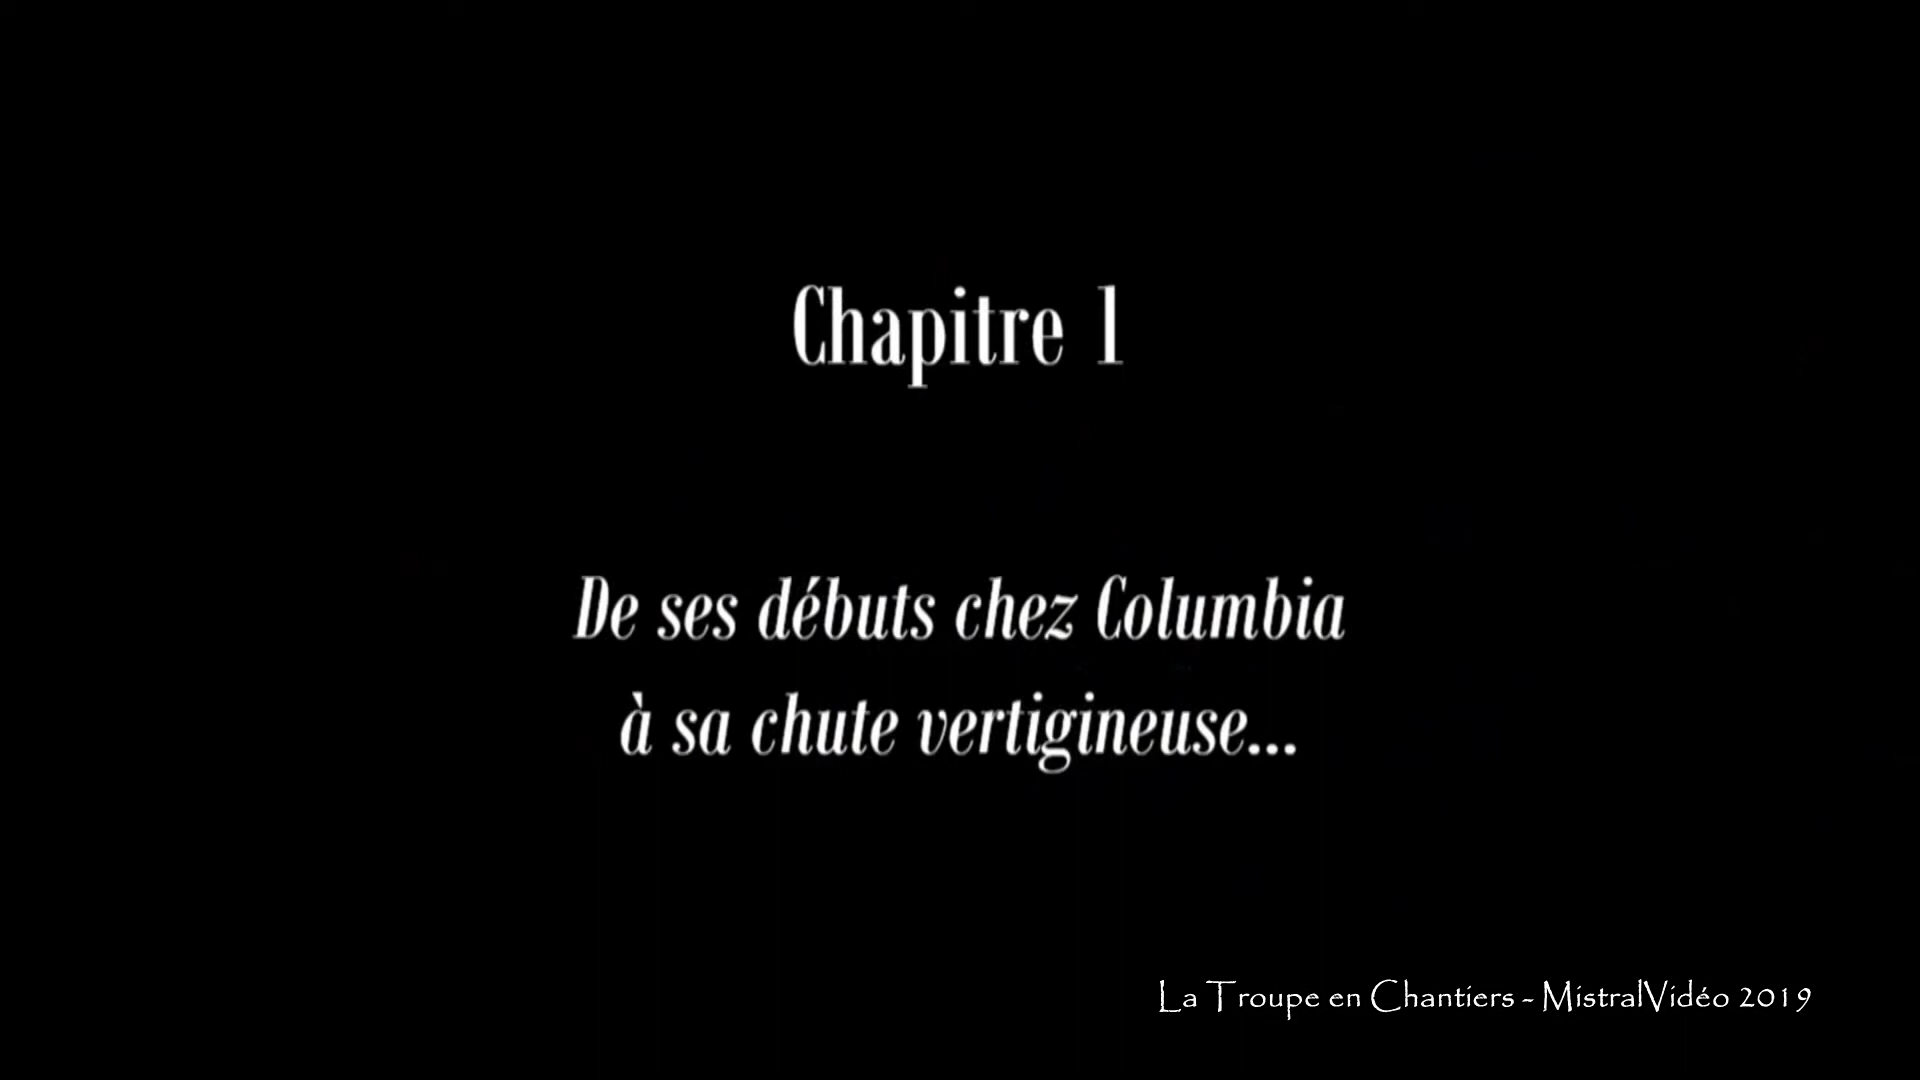 Chapitre 1
De ses débuts chez Columbia
à sa chute vertigineuse...
La Troupe en Chantiers - MistralVidéo 2019